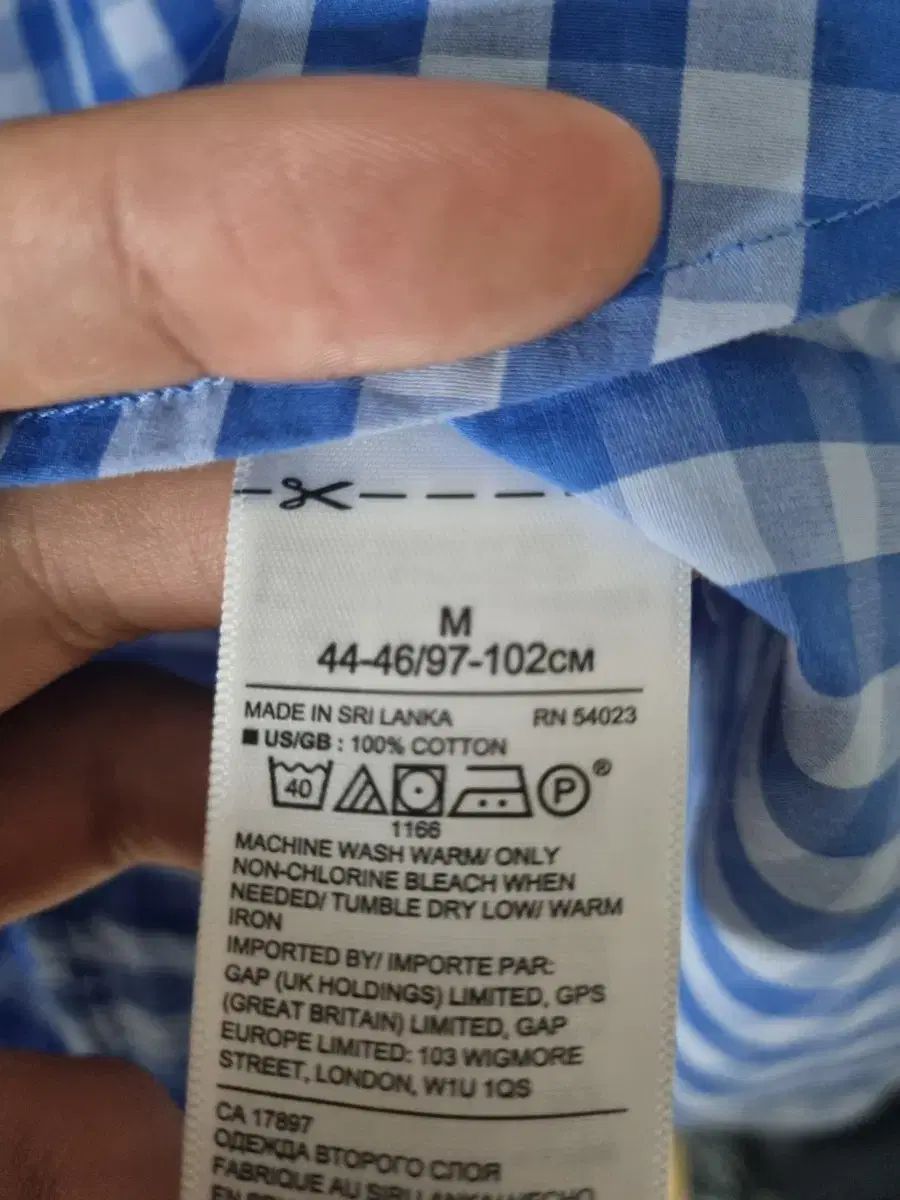 M
44-46/97-102CM
MADE IN SRI LANKA RN 54023
US/GB : 100% COTTON
40 P ®
1166
MACHINE WASH WARM/ ONLY
NON-CHLORINE BLEACH WHEN
NEEDED/ TUMBLE DRY LOW/ WARM
IRON
IMPORTED BY/ IMPORTE PAR:
GAP (UK HOLDINGS) LIMITED, GPS
(GREAT BRITAIN) LIMITED, GAP
EUROPE LIMITED: 103 WIGMORE
STREET, LONDON, W1U 1QS
CA 17897
ОДЕЖДА ВТОРОГО СЛОЯ
FABRIQUE AU SRI LANKA/ HECHO